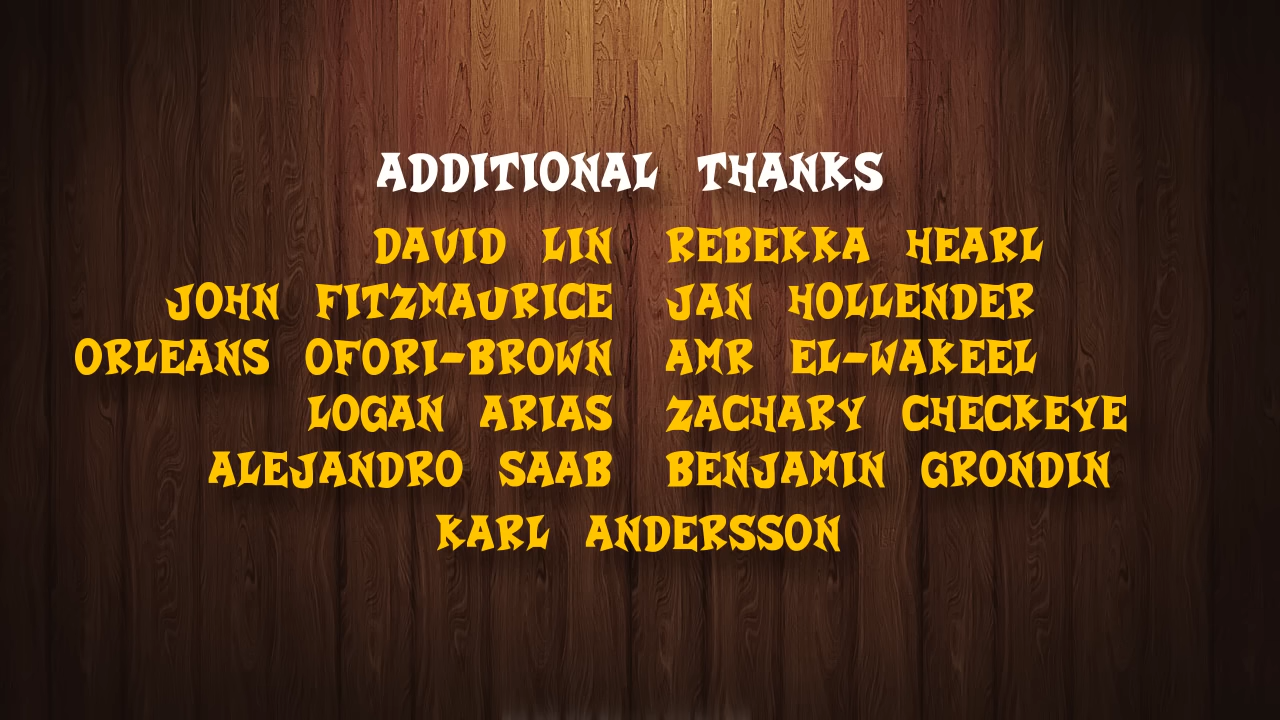 ADDITIONAL THANKS
DAVID LIN REBEKKA HEARL
JOHN FITZMAURICE JAN HOLLENDER
ORLEANS OFORI-BROWN AMR EL-WAKEEL
LOGAN ARIAS ZACHARY CHECKEYE
ALEJANDRO SAAB BENJAMIN GRONDIN
KARL ANDERSSON